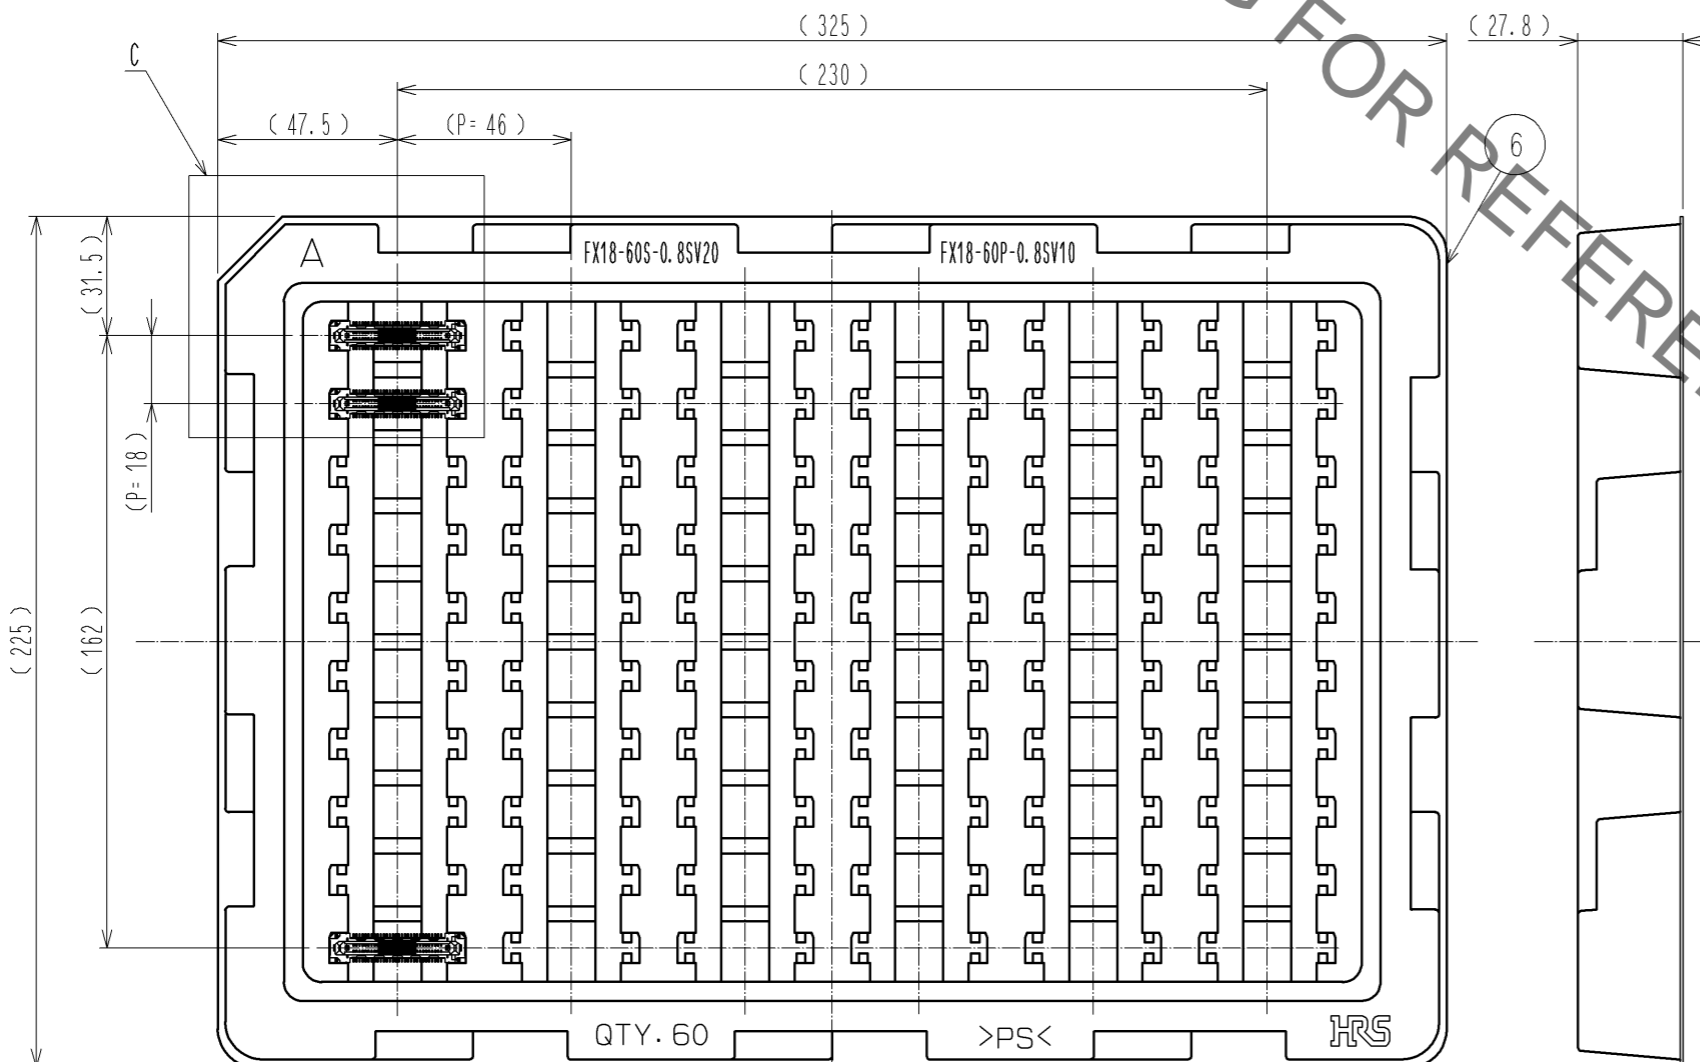 ( 325 )
( 27.8 )
C
( 230 )
( 47.5 )
(P= 46 )
6
FOR REFERE
A
FX18-60S-0.8SV20
FX18-60P-0.8SV10
( 31.5 )
(P= 18 )
( 225 )
( 162 )
QTY. 60
>PS<
HRS